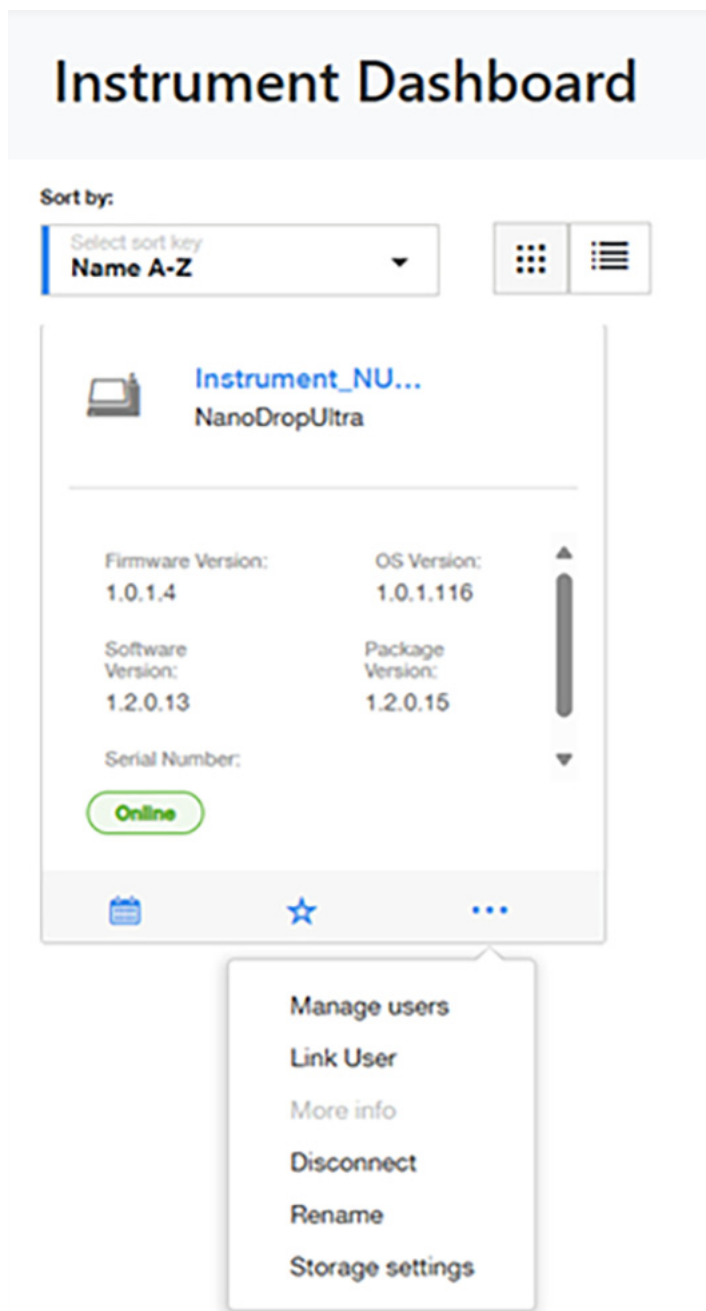 Instrument Dashboard
Sort by:
Select sort key
Name A-Z
Instrument_NU...
NanoDropUltra
Firmware Version:
1.0.1.4
OS Version:
1.0.1.116
Software
Version:
1.2.0.13
Package
Version:
1.2.0.15
Serial Number:
Online
Manage users
Link User
More info
Disconnect
Rename
Storage settings